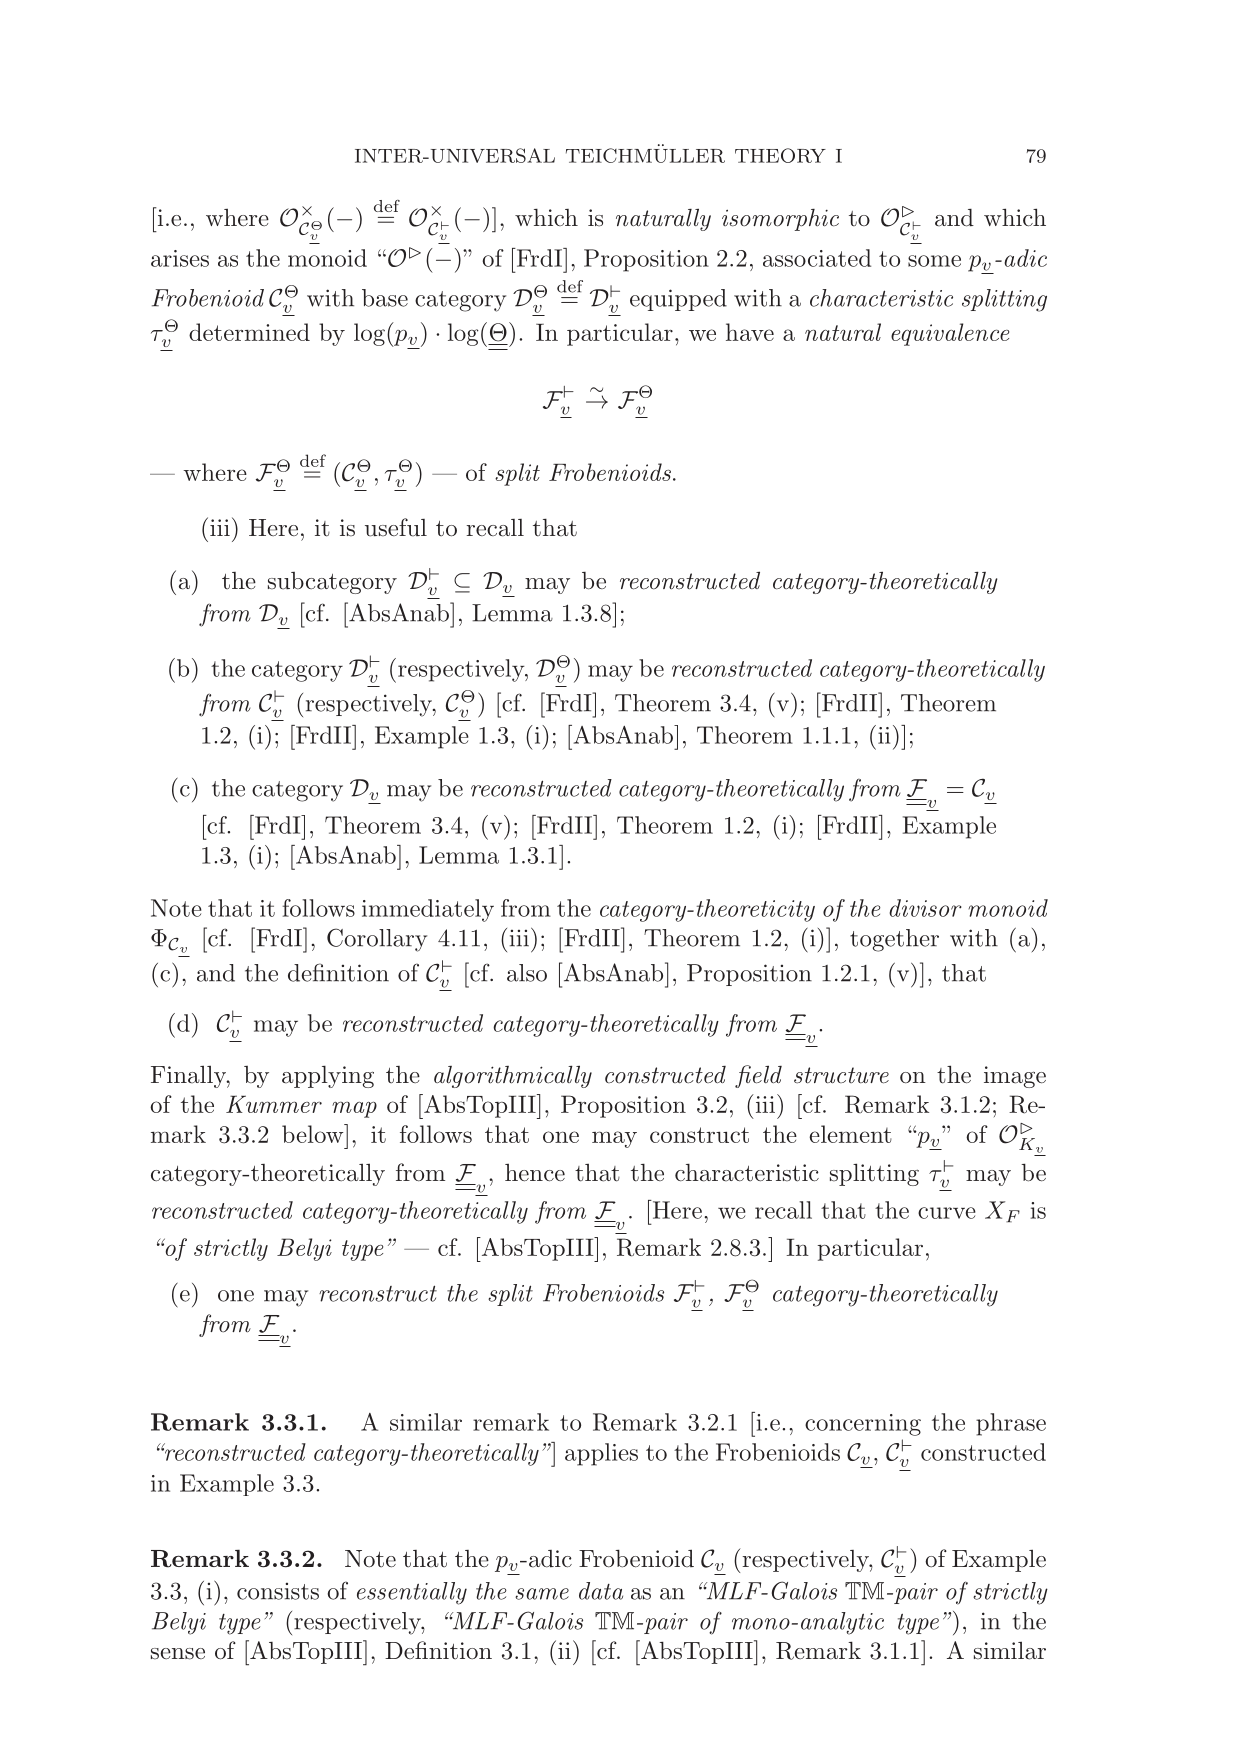 INTER-UNIVERSAL TEICHMÜLLER THEORY I 79
[i.e., where $\mathcal{O}^{\times}_{\mathcal{C}^{\Theta}_{\underline{v}}}(-) \overset{\text{def}}{=} \mathcal{O}^{\times}_{\mathcal{C}^{\vdash}_{\underline{v}}}(-)$], which is naturally isomorphic to $\mathcal{O}^{\rhd}_{\mathcal{C}^{\vdash}_{\underline{v}}}$ and which
arises as the monoid “$\mathcal{O}^{\rhd}(-)$” of [FrdI], Proposition 2.2, associated to some $p_{\underline{v}}$-adic
Frobenioid $\mathcal{C}^{\Theta}_{\underline{v}}$ with base category $\mathcal{D}^{\Theta}_{\underline{v}} \overset{\text{def}}{=} \mathcal{D}^{\vdash}_{\underline{v}}$ equipped with a characteristic splitting
$\tau^{\Theta}_{\underline{v}}$ determined by $\log(p_{\underline{v}}) \cdot \log(\underline{\underline{\Theta}})$. In particular, we have a natural equivalence
$\mathcal{F}^{\vdash}_{\underline{v}} \overset{\sim}{\to} \mathcal{F}^{\Theta}_{\underline{v}}$
— where $\mathcal{F}^{\Theta}_{\underline{v}} \overset{\text{def}}{=} (\mathcal{C}^{\Theta}_{\underline{v}}, \tau^{\Theta}_{\underline{v}})$ — of split Frobenioids.
(iii) Here, it is useful to recall that
(a) the subcategory $\mathcal{D}^{\vdash}_{\underline{v}} \subseteq \mathcal{D}_{\underline{v}}$ may be reconstructed category-theoretically
from $\mathcal{D}_{\underline{v}}$ [cf. [AbsAnab], Lemma 1.3.8];
(b) the category $\mathcal{D}^{\vdash}_{\underline{v}}$ (respectively, $\mathcal{D}^{\Theta}_{\underline{v}}$) may be reconstructed category-theoretically
from $\mathcal{C}^{\vdash}_{\underline{v}}$ (respectively, $\mathcal{C}^{\Theta}_{\underline{v}}$) [cf. [FrdI], Theorem 3.4, (v); [FrdII], Theorem
1.2, (i); [FrdII], Example 1.3, (i); [AbsAnab], Theorem 1.1.1, (ii)];
(c) the category $\mathcal{D}_{\underline{v}}$ may be reconstructed category-theoretically from $\underline{\underline{\mathcal{F}}}_{\underline{v}} = \mathcal{C}_{\underline{v}}$
[cf. [FrdI], Theorem 3.4, (v); [FrdII], Theorem 1.2, (i); [FrdII], Example
1.3, (i); [AbsAnab], Lemma 1.3.1].
Note that it follows immediately from the category-theoreticity of the divisor monoid
$\Phi_{\mathcal{C}_{\underline{v}}}$ [cf. [FrdI], Corollary 4.11, (iii); [FrdII], Theorem 1.2, (i)], together with (a),
(c), and the definition of $\mathcal{C}^{\vdash}_{\underline{v}}$ [cf. also [AbsAnab], Proposition 1.2.1, (v)], that
(d) $\mathcal{C}^{\vdash}_{\underline{v}}$ may be reconstructed category-theoretically from $\underline{\underline{\mathcal{F}}}_{\underline{v}}$.
Finally, by applying the algorithmically constructed field structure on the image
of the Kummer map of [AbsTopIII], Proposition 3.2, (iii) [cf. Remark 3.1.2; Re-
mark 3.3.2 below], it follows that one may construct the element “$p_{\underline{v}}$” of $\mathcal{O}^{\rhd}_{K_{\underline{v}}}$
category-theoretically from $\underline{\underline{\mathcal{F}}}_{\underline{v}}$, hence that the characteristic splitting $\tau^{\vdash}_{\underline{v}}$ may be
reconstructed category-theoretically from $\underline{\underline{\mathcal{F}}}_{\underline{v}}$. [Here, we recall that the curve $X_F$ is
“of strictly Belyi type” — cf. [AbsTopIII], Remark 2.8.3.] In particular,
(e) one may reconstruct the split Frobenioids $\mathcal{F}^{\vdash}_{\underline{v}}$, $\mathcal{F}^{\Theta}_{\underline{v}}$ category-theoretically
from $\underline{\underline{\mathcal{F}}}_{\underline{v}}$.
Remark 3.3.1. A similar remark to Remark 3.2.1 [i.e., concerning the phrase
“reconstructed category-theoretically”] applies to the Frobenioids $\mathcal{C}_{\underline{v}}$, $\mathcal{C}^{\vdash}_{\underline{v}}$ constructed
in Example 3.3.
Remark 3.3.2. Note that the $p_{\underline{v}}$-adic Frobenioid $\mathcal{C}_{\underline{v}}$ (respectively, $\mathcal{C}^{\vdash}_{\underline{v}}$) of Example
3.3, (i), consists of essentially the same data as an “MLF-Galois $\mathbb{TM}$-pair of strictly
Belyi type” (respectively, “MLF-Galois $\mathbb{TM}$-pair of mono-analytic type”), in the
sense of [AbsTopIII], Definition 3.1, (ii) [cf. [AbsTopIII], Remark 3.1.1]. A similar